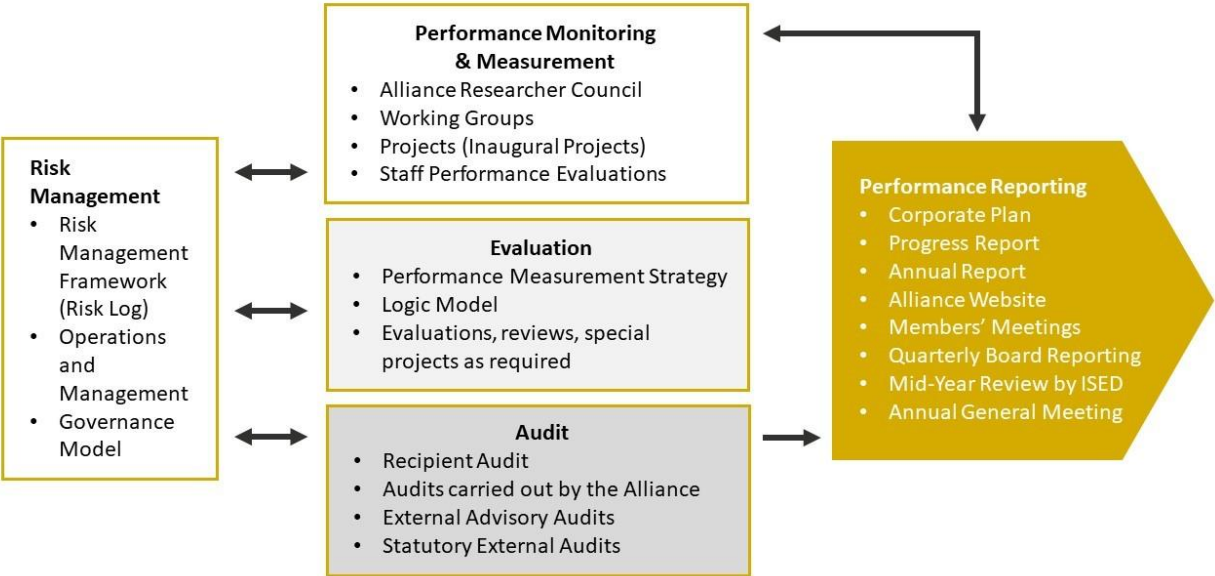 Risk
Management
• Risk
Management
Framework
(Risk Log)
• Operations
and
Management
• Governance
Model
Performance Monitoring
& Measurement
• Alliance Researcher Council
• Working Groups
• Projects (Inaugural Projects)
• Staff Performance Evaluations
Evaluation
• Performance Measurement Strategy
• Logic Model
• Evaluations, reviews, special
projects as required
Audit
• Recipient Audit
• Audits carried out by the Alliance
• External Advisory Audits
• Statutory External Audits
Performance Reporting
• Corporate Plan
• Progress Report
• Annual Report
• Alliance Website
• Members’ Meetings
• Quarterly Board Reporting
• Mid-Year Review by ISED
• Annual General Meeting